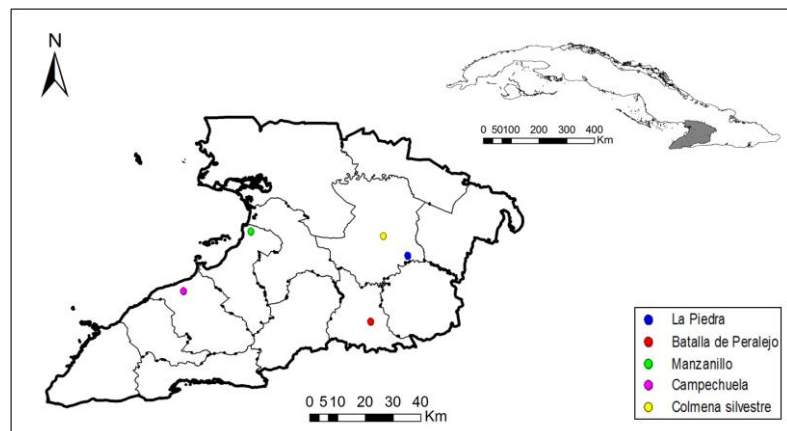 N
0 50100 200 300 400
Km
La Piedra
Batalla de Peralejo
Manzanillo
Campechuela
Colmena silvestre
0 5 10 20 30 40
Km